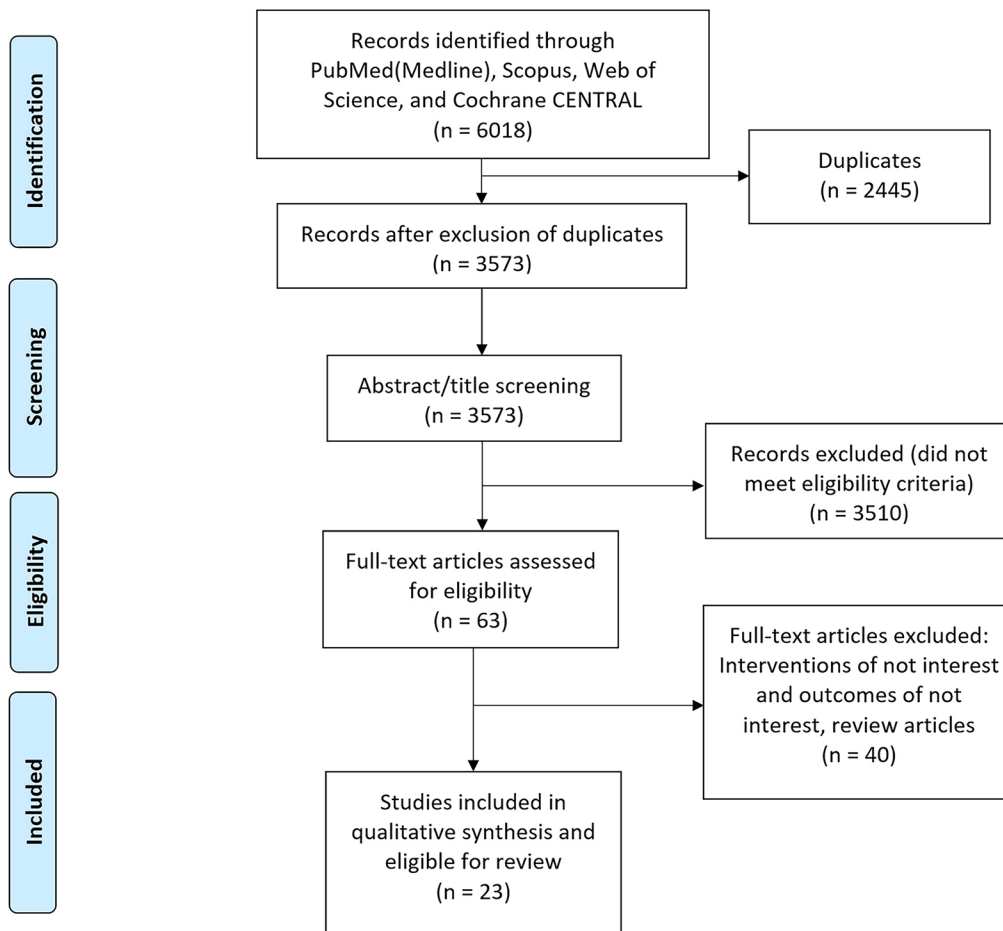 Identification
Records identified through
PubMed(Medline), Scopus, Web of
Science, and Cochrane CENTRAL
(n = 6018)
Duplicates
(n = 2445)
Records after exclusion of duplicates
(n = 3573)
Screening
Abstract/title screening
(n = 3573)
Records excluded (did not
meet eligibility criteria)
(n = 3510)
Eligibility
Full-text articles assessed
for eligibility
(n = 63)
Full-text articles excluded:
Interventions of not interest
and outcomes of not
interest, review articles
(n = 40)
Included
Studies included in
qualitative synthesis and
eligible for review
(n = 23)